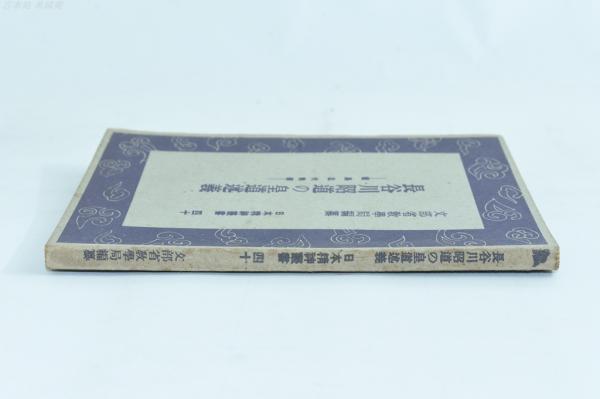 長谷川昭道の皇道述義
文部省教學局編纂
日本精神叢書 四十
長谷川昭道の皇道述義 日本精神叢書 四十 文部省教學局編纂